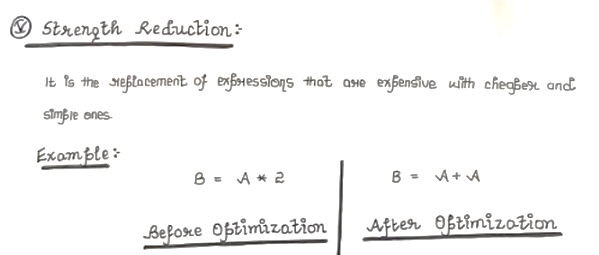 (V) Strength Reduction :-
It is the replacement of expressions that are expensive with cheaper and
simple ones.
Example :-
B = A * 2
B = A + A
Before Optimization
After Optimization